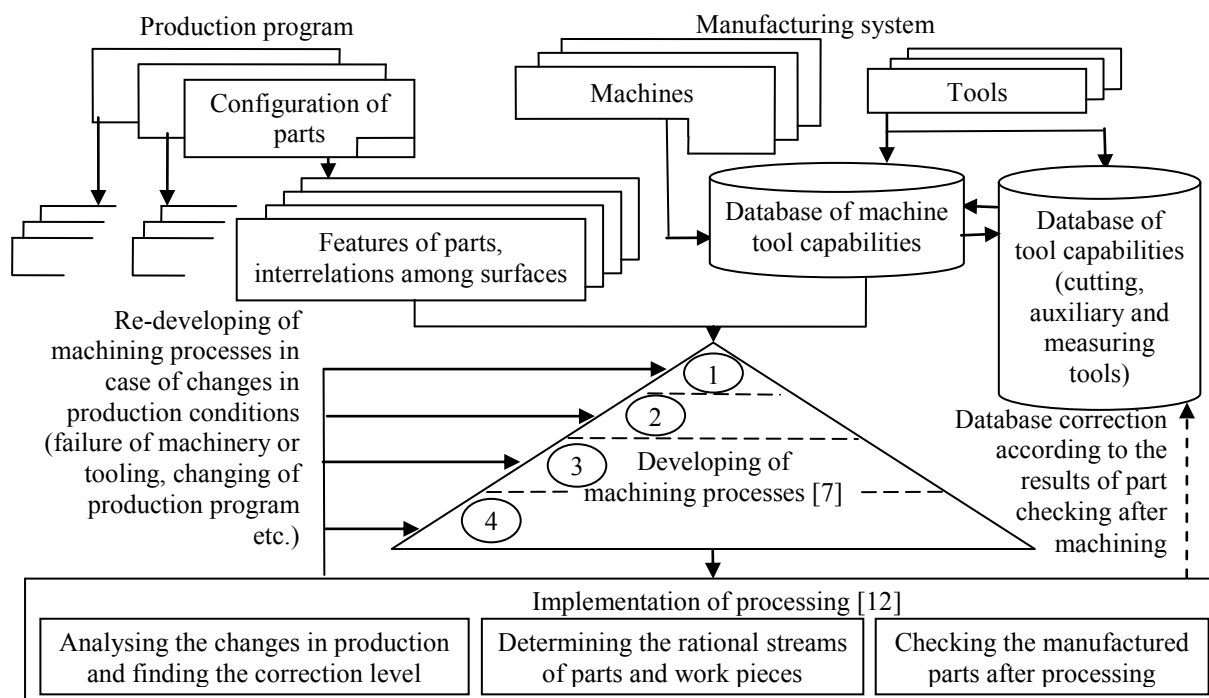 Production program
Manufacturing system
Configuration of
parts
Machines
Tools
Features of parts,
interrelations among surfaces
Database of machine
tool capabilities
Database of
tool capabilities
(cutting,
auxiliary and
measuring
tools)
Re-developing of
machining processes in
case of changes in
production conditions
(failure of machinery or
tooling, changing of
production program
etc.)
1
2
3
4
Developing of
machining processes [7]
Database correction
according to the
results of part
checking after
machining
Implementation of processing [12]
Analysing the changes in production
and finding the correction level
Determining the rational streams
of parts and work pieces
Checking the manufactured
parts after processing